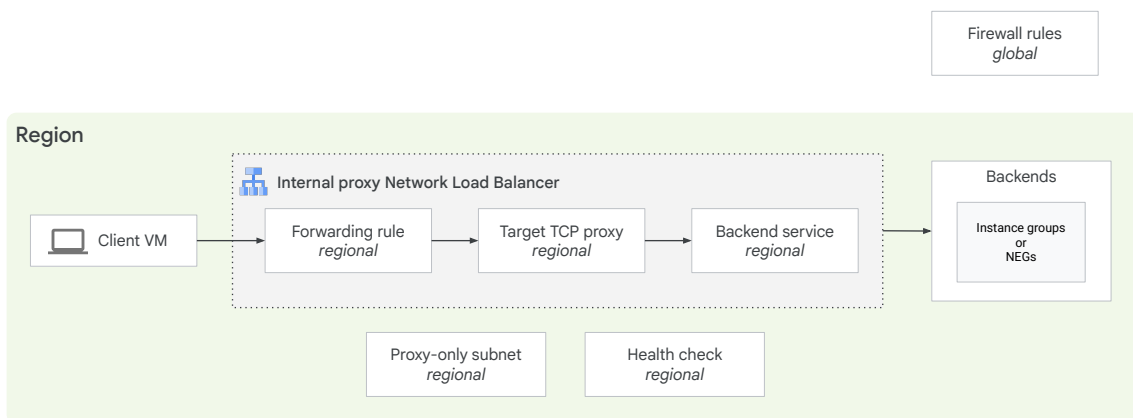 Firewall rules
global
Region
Internal proxy Network Load Balancer
Client VM
Forwarding rule
regional
Target TCP proxy
regional
Backend service
regional
Backends
Instance groups
or
NEGs
Proxy-only subnet
regional
Health check
regional